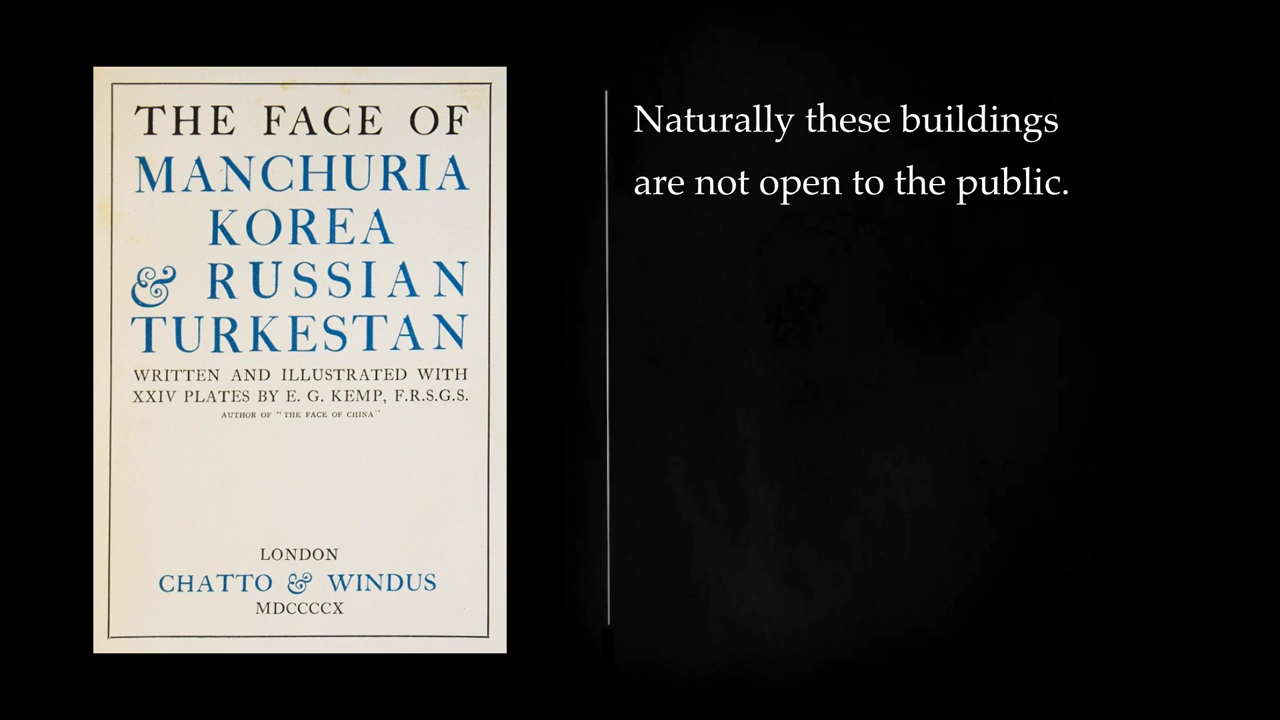 THE FACE OF
MANCHURIA
KOREA
& RUSSIAN
TURKESTAN
WRITTEN AND ILLUSTRATED WITH
XXIV PLATES BY E. G. KEMP, F.R.S.G.S.
AUTHOR OF "THE FACE OF CHINA"
LONDON
CHATTO & WINDUS
MDCCCCX
Naturally these buildings
are not open to the public.